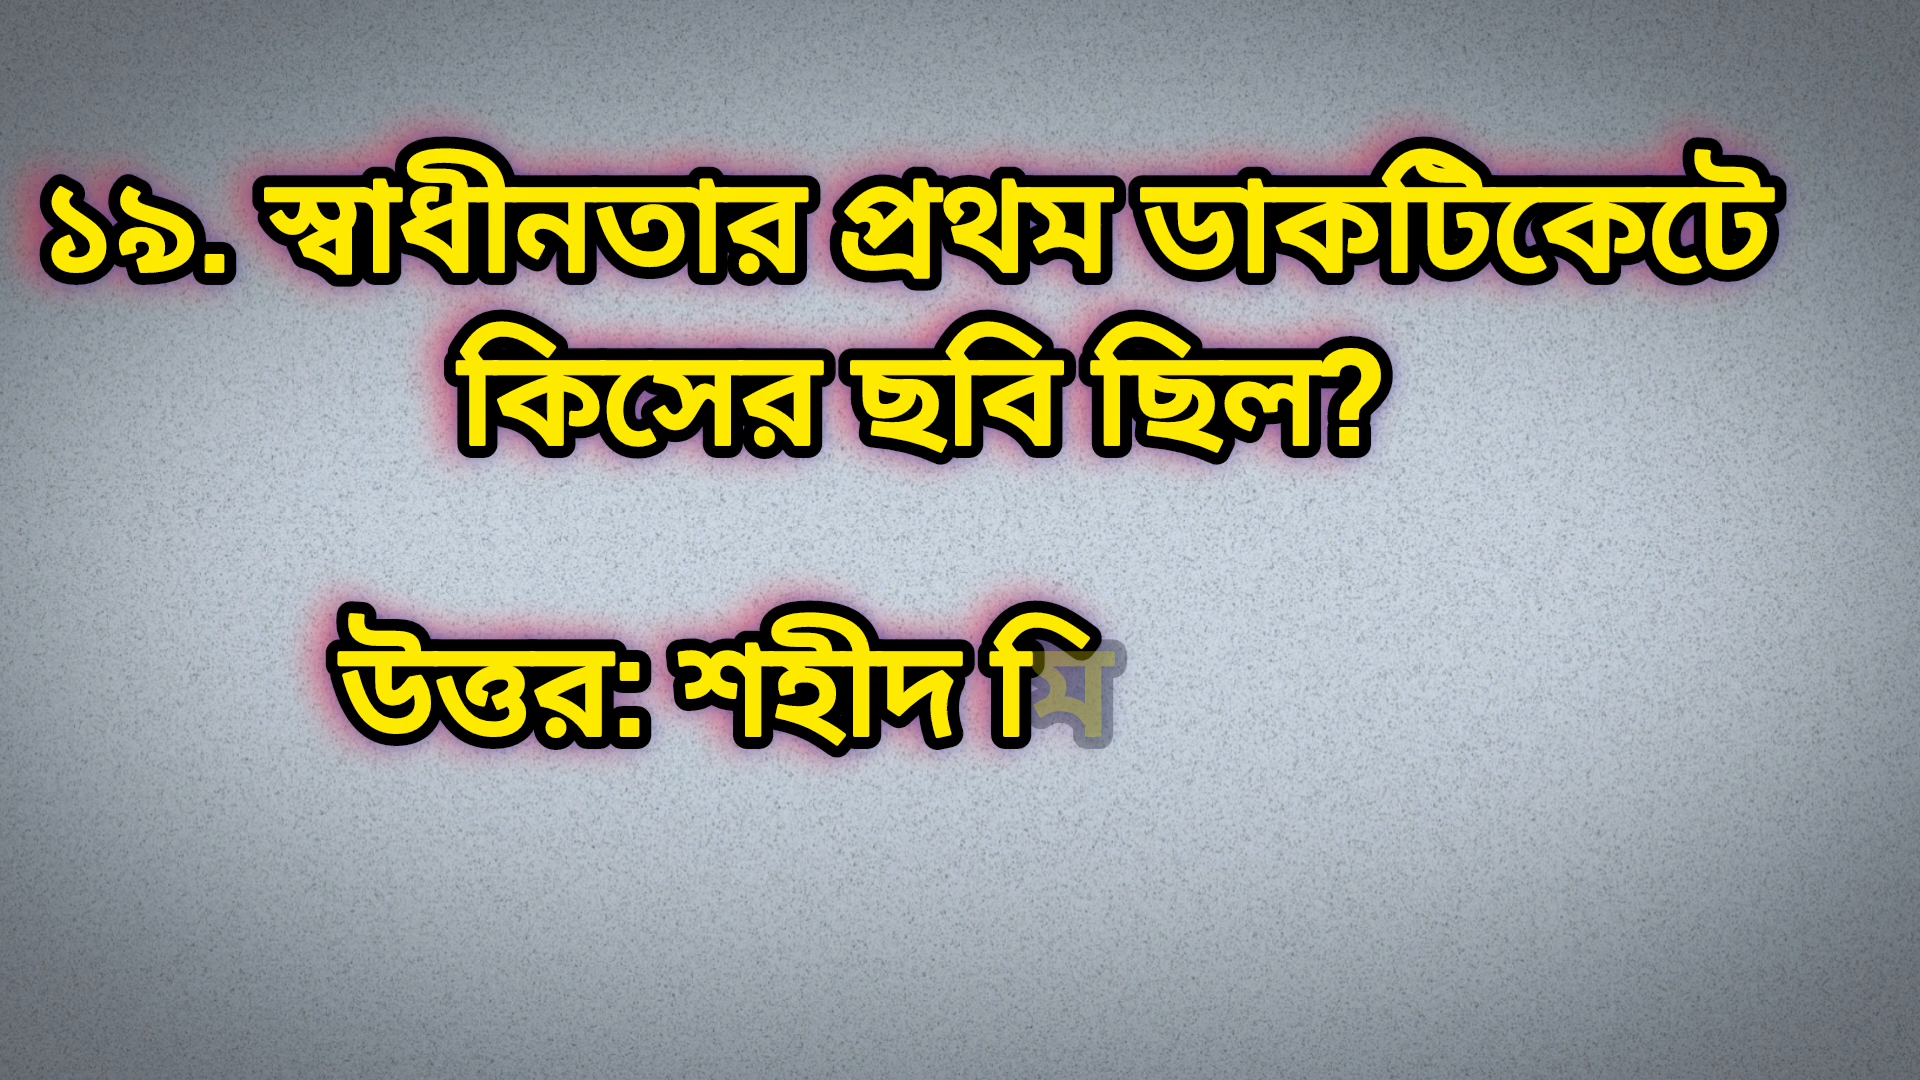 ১৯. স্বাধীনতার প্রথম ডাকটিকেটে
কিসের ছবি ছিল?
উত্তর: শহীদ মি